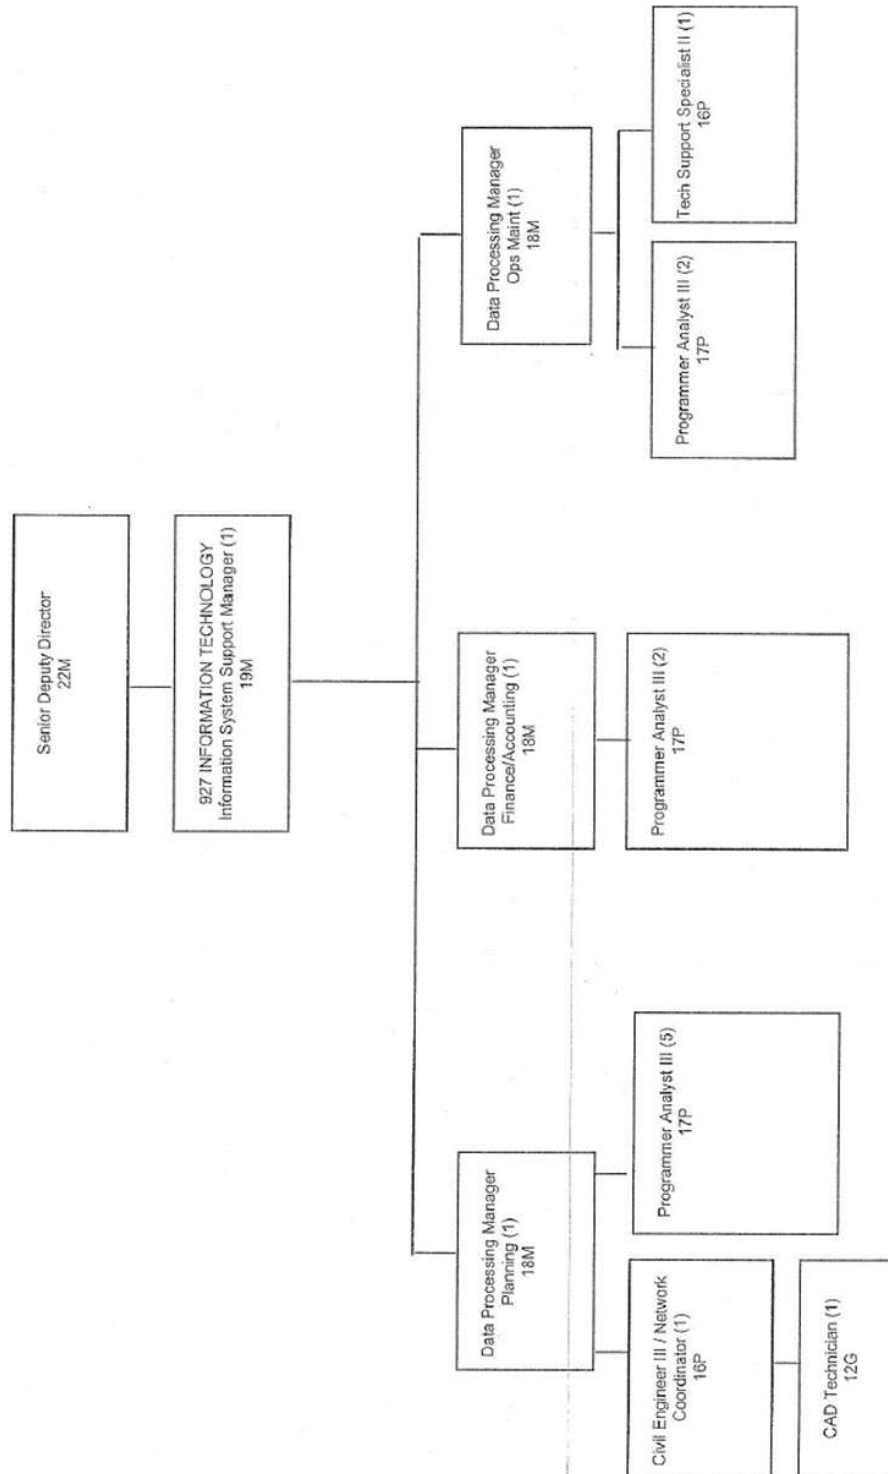 Senior Deputy Director
22M
927 INFORMATION TECHNOLOGY
Information System Support Manager (1)
19M
Data Processing Manager
Planning (1)
18M
Data Processing Manager
Finance/Accounting (1)
18M
Data Processing Manager
Ops Maint (1)
18M
Civil Engineer III / Network
Coordinator (1)
16P
Programmer Analyst III (5)
17P
Programmer Analyst III (2)
17P
Programmer Analyst III (2)
17P
Tech Support Specialist II (1)
16P
CAD Technician (1)
12G